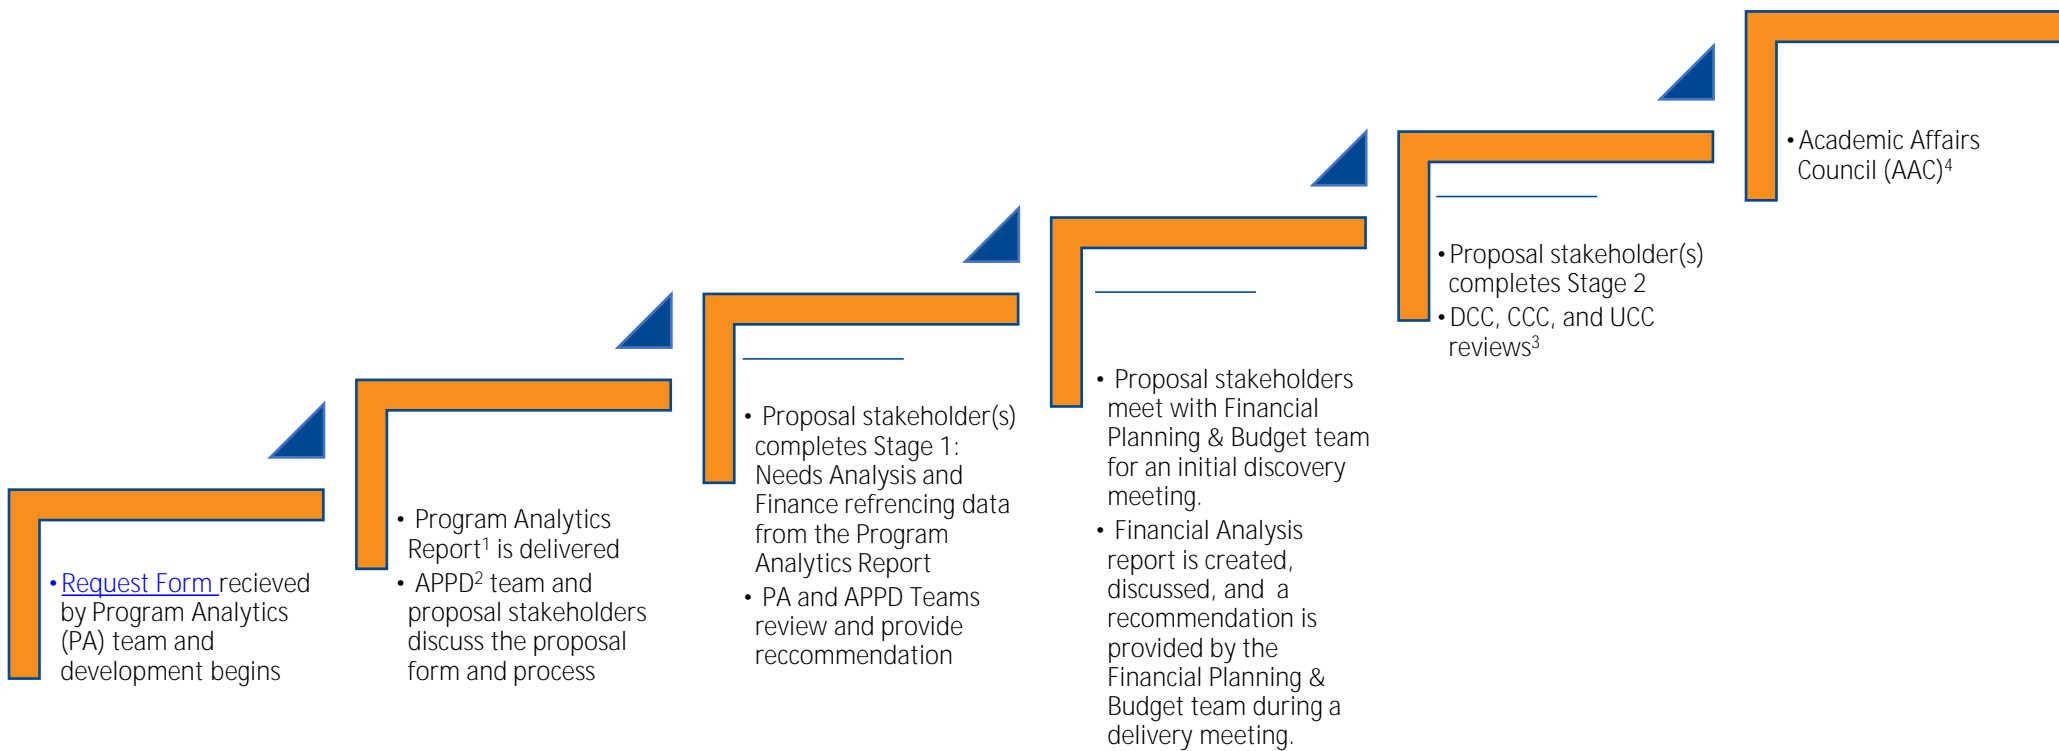 • Request Form recieved
by Program Analytics
(PA) team and
development begins
• Program Analytics
Report¹ is delivered
• APPD² team and
proposal stakeholders
discuss the proposal
form and process
• Proposal stakeholder(s)
completes Stage 1:
Needs Analysis and
Finance refrencing data
from the Program
Analytics Report
• PA and APPD Teams
review and provide
reccommendation
• Proposal stakeholders
meet with Financial
Planning & Budget team
for an initial discovery
meeting.
• Financial Analysis
report is created,
discussed, and a
recommendation is
provided by the
Financial Planning &
Budget team during a
delivery meeting.
• Proposal stakeholder(s)
completes Stage 2
• DCC, CCC, and UCC
reviews³
• Academic Affairs
Council (AAC)⁴